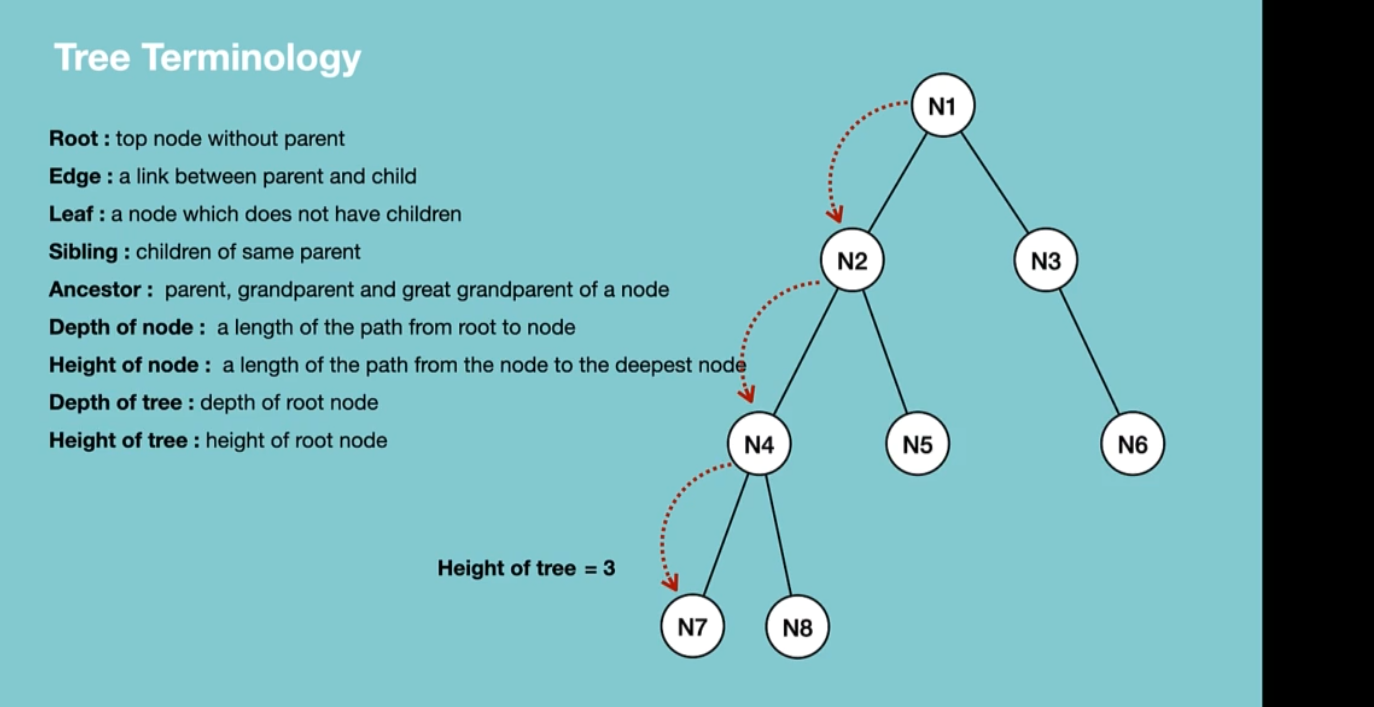 Tree Terminology
Root : top node without parent
Edge : a link between parent and child
Leaf : a node which does not have children
Sibling : children of same parent
Ancestor : parent, grandparent and great grandparent of a node
Depth of node : a length of the path from root to node
Height of node : a length of the path from the node to the deepest node
Depth of tree : depth of root node
Height of tree : height of root node
Height of tree = 3
N1
N2
N3
N4
N5
N6
N7
N8